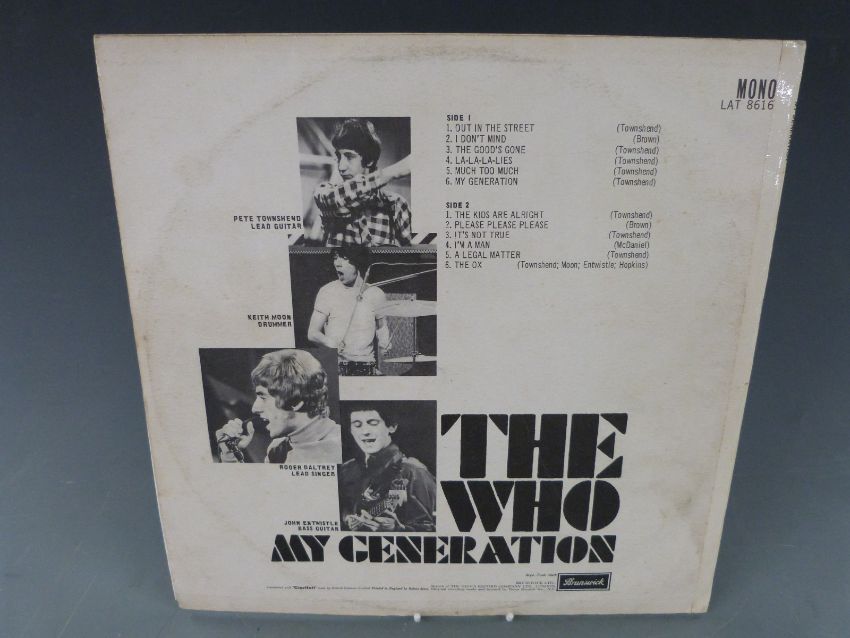 MONO
LAT 8616
SIDE 1
1. OUT IN THE STREET (Townshend)
2. I DON'T MIND (Brown)
3. THE GOOD'S GONE (Townshend)
4. LA-LA-LA-LIES (Townshend)
5. MUCH TOO MUCH (Townshend)
6. MY GENERATION (Townshend)
SIDE 2
1. THE KIDS ARE ALRIGHT (Townshend)
2. PLEASE PLEASE PLEASE (Brown)
3. IT'S NOT TRUE (Townshend)
4. I'M A MAN (McDaniel)
5. A LEGAL MATTER (Townshend)
6. THE OX (Townshend; Moon; Entwistle; Hopkins)
PETE TOWNSHEND
LEAD GUITAR
KEITH MOON
DRUMMER
ROGER DALTREY
LEAD SINGER
JOHN ENTWISTLE
BASS GUITAR
THE
WHO
MY GENERATION
Brunswick